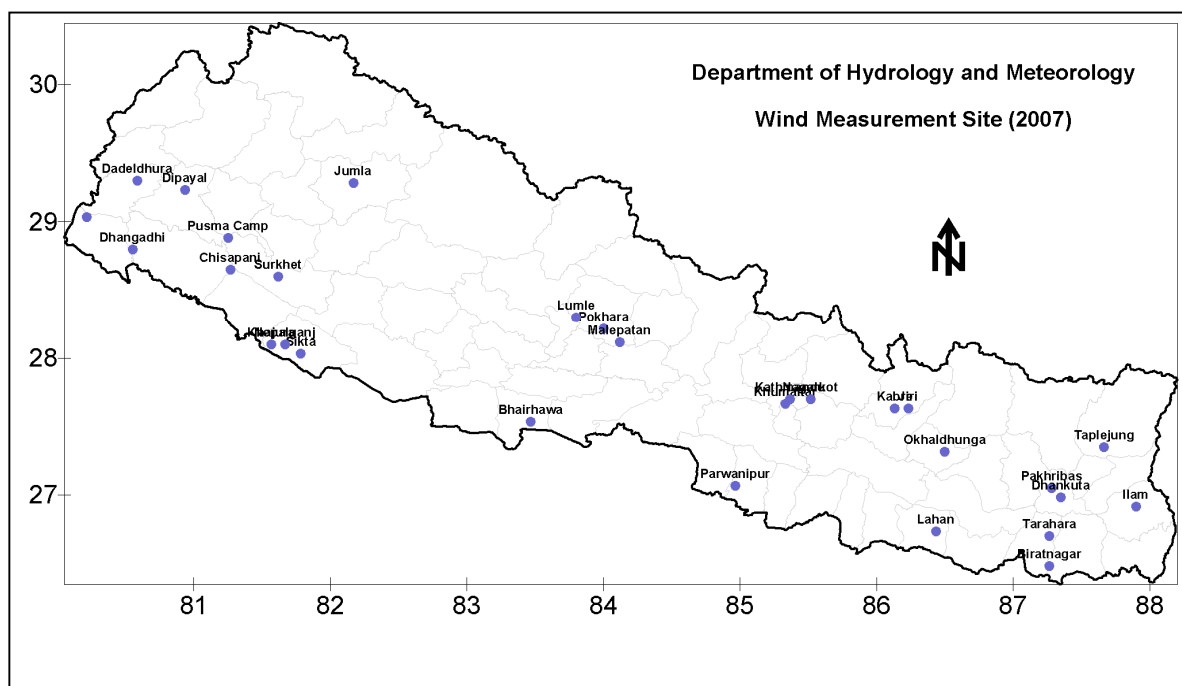 Department of Hydrology and Meteorology
Wind Measurement Site (2007)
30
29
28
27
Dadeldhura
Dipayal
Jumla
Dhangadhi
Pusma Camp
Chisapani
Surkhet
Sikta
Lumle
Pokhara
Malepatan
Bhairhawa
Khumaltar
Nagarkot
Kabre
Jiri
Okhaldhunga
Taplejung
Parwanipur
Pakhribas
Dhankuta
Ilam
Lahan
Tarahara
Biratnagar
81
82
83
84
85
86
87
88
N